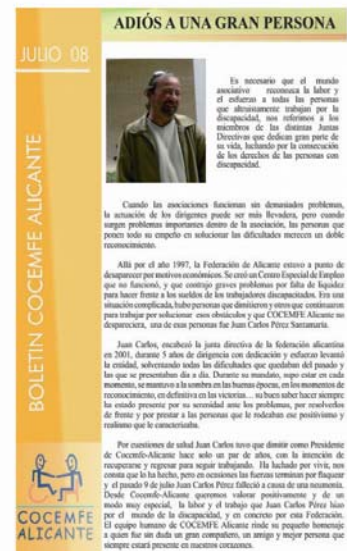 ADIÓS A UNA GRAN PERSONA
JULIO 08
BOLETIN COCEMFE ALICANTE
COCEMFE
ALICANTE
Es necesario que el mundo
asociativo reconozca la labor y
el esfuerzo a todas las personas
que altruistamente trabajan por la
discapacidad, nos referimos a los
miembros de las distintas Juntas
Directivas que dedican gran parte de
su vida, luchando por la consecución
de los derechos de las personas con
discapacidad.
Cuando las asociaciones funcionan sin demasiados problemas,
la actuación de los dirigentes puede ser más llevadera, pero cuando
surgen problemas importantes dentro de la asociación, las personas que
ponen todo su empeño en solucionar las dificultades merecen un doble
reconocimiento.
Allá por el año 1997, la Federación de Alicante estuvo a punto de
desaparecer por motivos económicos. Se creó un Centro Especial de Empleo
que no funcionó, y que contrajo graves problemas por falta de liquidez
para hacer frente a los sueldos de los trabajadores discapacitados. Era una
situación complicada, hubo personas que dimitieron y otros que continuaron
para trabajar por solucionar esos obstáculos y que COCEMFE Alicante no
despareciera, una de esas personas fue Juan Carlos Pérez Santamaría.
Juan Carlos, encabezó la junta directiva de la federación alicantina
en 2001, durante 5 años de dirigencia con dedicación y esfuerzo levantó
la entidad, solventando todas las dificultades que quedaban del pasado y
las que se presentaban día a día. Durante su mandato, supo estar en cada
momento, se mantuvo a la sombra en las buenas épocas, en los momentos de
reconocimiento, en definitiva en las victorias… su buen saber hacer siempre
ha estado presente por su serenidad ante los problemas, por resolverlos
de frente y por prestar a las personas que le rodeaban ese positivismo y
realismo que le caracterizaba.
Por cuestiones de salud Juan Carlos tuvo que dimitir como Presidente
de Cocemfe-Alicante hace solo un par de años, con la intención de
recuperarse y regresar para seguir trabajando. Ha luchado por vivir, nos
consta que lo ha hecho, pero en ocasiones las fuerzas terminan por flaquear
y el pasado 9 de julio Juan Carlos Pérez falleció a causa de una neumonía.
Desde Cocemfe-Alicante queremos valorar positivamente y de un
modo muy especial, la labor y el trabajo que Juan Carlos Pérez hizo
por el mundo de la discapacidad, y en concreto por esta Federación.
El equipo humano de COCEMFE Alicante rinde su pequeño homenaje
a quien fue sin duda un gran compañero, un amigo y mejor persona que
siempre estará presente en nuestros corazones.